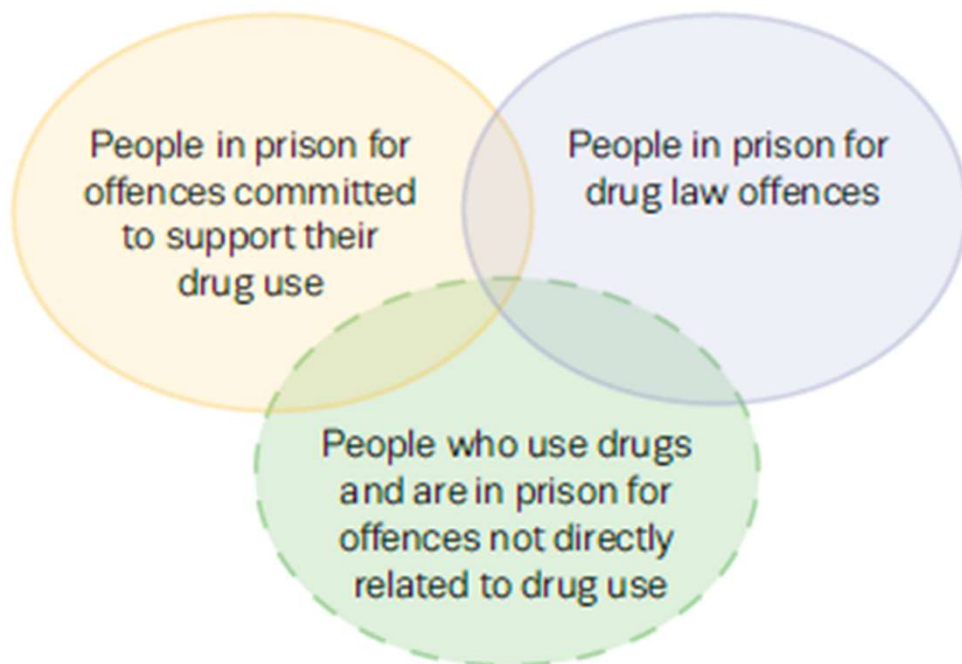 People in prison for
offences committed
to support their
drug use
People in prison for
drug law offences
People who use drugs
and are in prison for
offences not directly
related to drug use